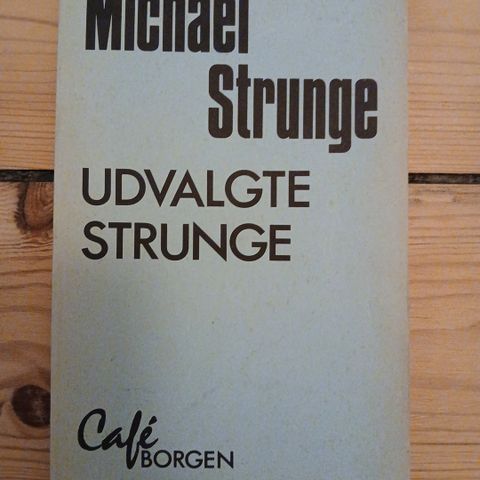 Michael
Strunge
UDVALGTE
STRUNGE
Café
BORGEN